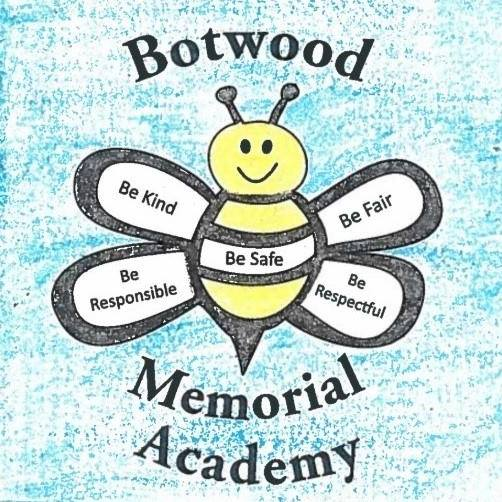 Botwood
Be Kind
Be Fair
Be Safe
Be
Responsible
Be
Respectful
Memorial
Academy